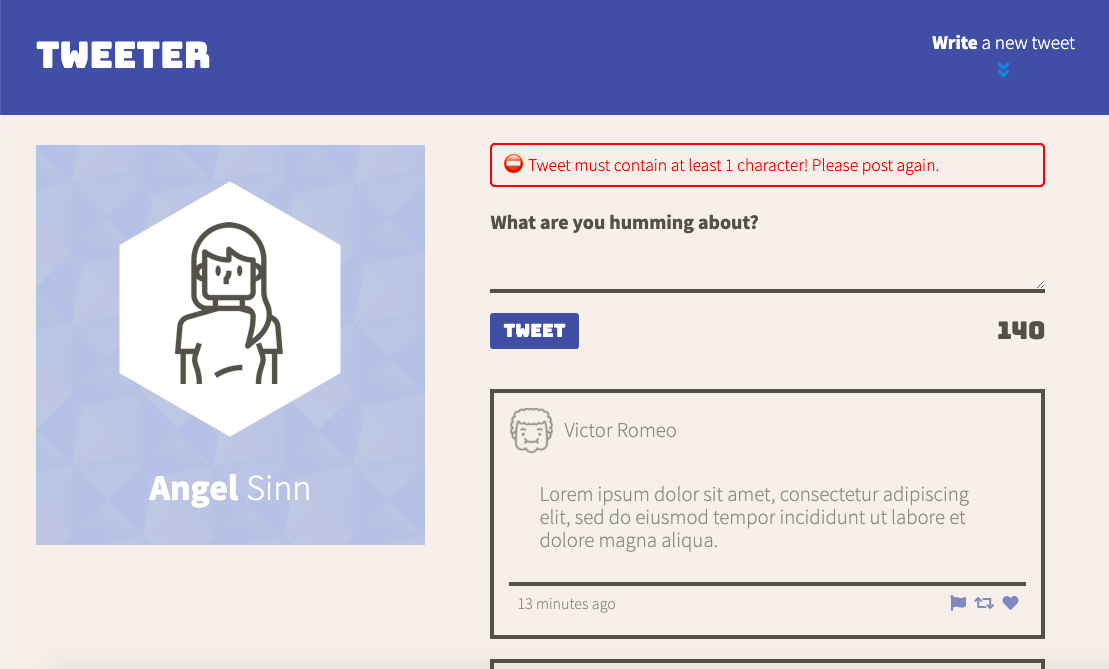 TWEETER
Write a new tweet
Tweet must contain at least 1 character! Please post again.
Angel Sinn
What are you humming about?
TWEET
140
Victor Romeo
Lorem ipsum dolor sit amet, consectetur adipiscing
elit, sed do eiusmod tempor incididunt ut labore et
dolore magna aliqua.
13 minutes ago